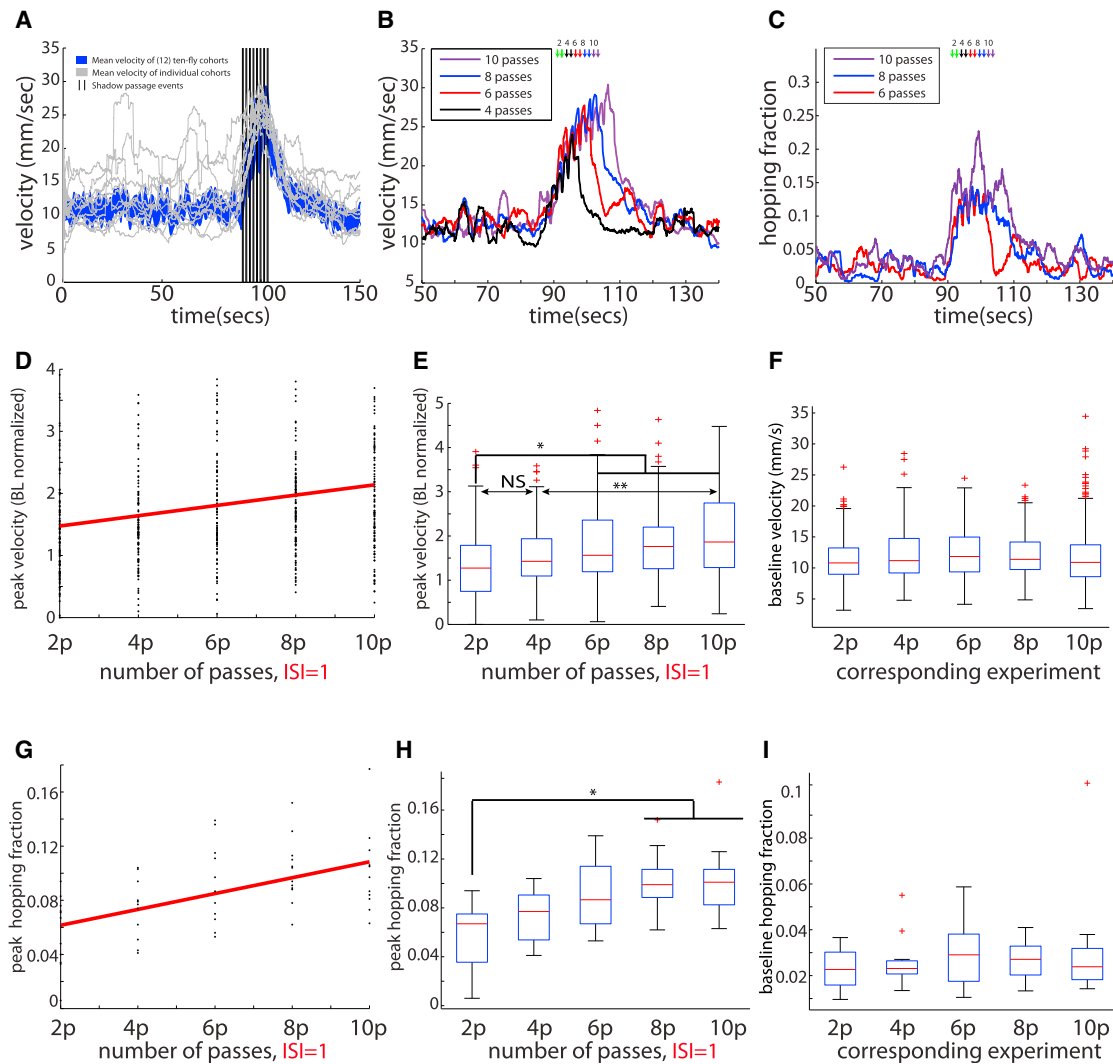 A
35
30
25
20
15
10
5
0
velocity (mm/sec)
Mean velocity of (12) ten-fly cohorts
Mean velocity of individual cohorts
Shadow passage events
0
50
100
150
time(secs)
B
2 4 6 8 10
35
30
25
20
15
10
5
velocity (mm/sec)
10 passes
8 passes
6 passes
4 passes
50
70
90
110
130
time(secs)
C
2 4 6 8 10
0.3
0.25
0.2
0.15
0.1
0.05
0
hopping fraction
10 passes
8 passes
6 passes
50
70
90
110
130
time(secs)
D
4
3
2
1
0
peak velocity (BL normalized)
2p
4p
6p
8p
10p
number of passes, ISI=1
E
5
4
3
2
1
0
peak velocity (BL normalized)
*
NS
**
2p
4p
6p
8p
10p
number of passes, ISI=1
F
35
30
25
20
15
10
5
baseline velocity (mm/s)
2p
4p
6p
8p
10p
corresponding experiment
G
0.16
0.12
0.08
0.04
0
peak hopping fraction
2p
4p
6p
8p
10p
number of passes, ISI=1
H
0.16
0.12
0.08
0.04
0
peak hopping fraction
*
2p
4p
6p
8p
10p
number of passes, ISI=1
I
0.1
0.08
0.06
0.04
0.02
baseline hopping fraction
2p
4p
6p
8p
10p
corresponding experiment